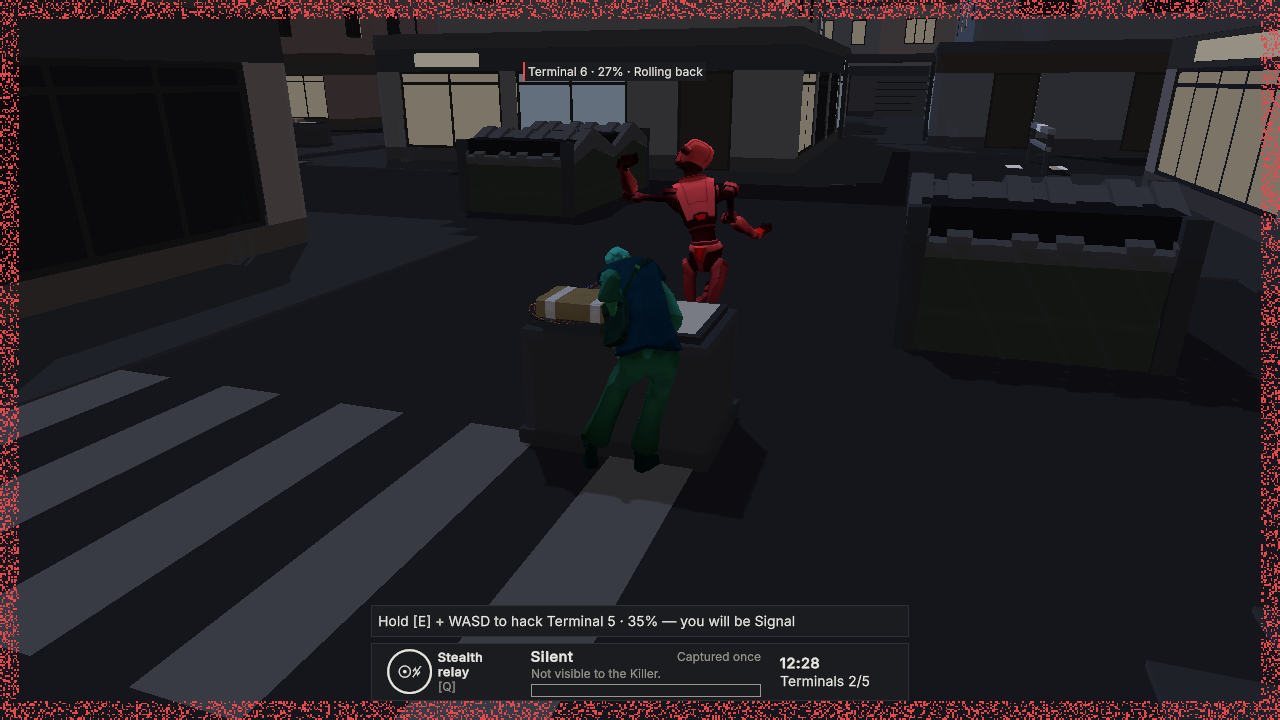 Terminal 6 · 27% · Rolling back
Hold [E] + WASD to hack Terminal 5 · 35% — you will be Signal
Stealth relay
[Q]
Silent
Captured once
Not visible to the Killer.
12:28
Terminals 2/5